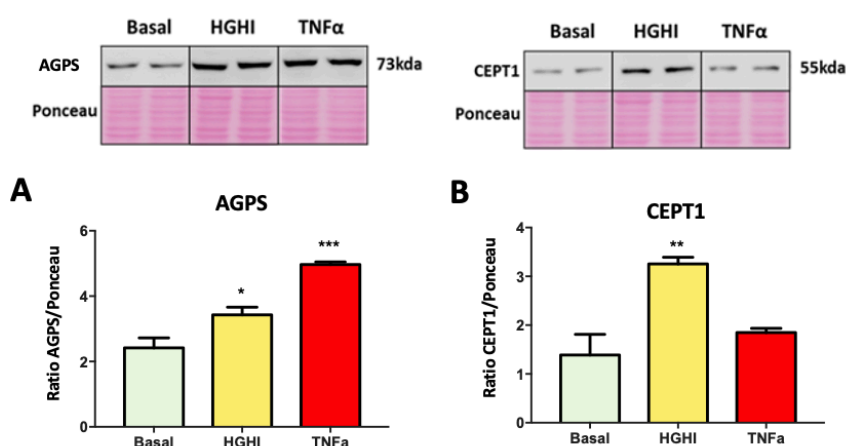 Basal HGHI TNFα
AGPS 73kda
Ponceau
Basal HGHI TNFα
CEPT1 55kda
Ponceau
A
AGPS
Ratio AGPS/Ponceau
6
4
2
0
*
***
Basal HGHI TNFa
B
CEPT1
Ratio CEPT1/Ponceau
4
3
2
1
0
**
Basal HGHI TNFa